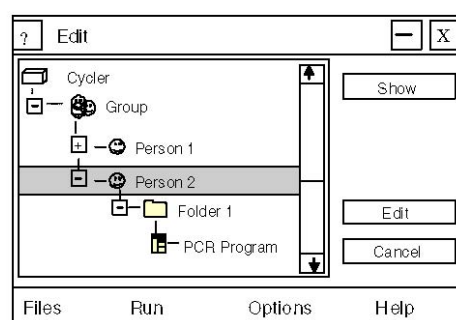 ? Edit – X
Cycler
Show
Group
Person 1
Person 2
Folder 1
Edit
PCR Program
Cancel
Files Run Options Help